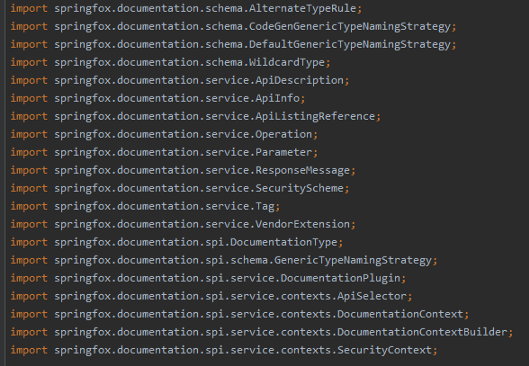 import springfox.documentation.schema.AlternateTypeRule;
import springfox.documentation.schema.CodeGenGenericTypeNamingStrategy;
import springfox.documentation.schema.DefaultGenericTypeNamingStrategy;
import springfox.documentation.schema.WildcardType;
import springfox.documentation.service.ApiDescription;
import springfox.documentation.service.ApiInfo;
import springfox.documentation.service.ApiListingReference;
import springfox.documentation.service.Operation;
import springfox.documentation.service.Parameter;
import springfox.documentation.service.ResponseMessage;
import springfox.documentation.service.SecurityScheme;
import springfox.documentation.service.Tag;
import springfox.documentation.service.VendorExtension;
import springfox.documentation.spi.DocumentationType;
import springfox.documentation.spi.schema.GenericTypeNamingStrategy;
import springfox.documentation.spi.service.DocumentationPlugin;
import springfox.documentation.spi.service.contexts.ApiSelector;
import springfox.documentation.spi.service.contexts.DocumentationContext;
import springfox.documentation.spi.service.contexts.DocumentationContextBuilder;
import springfox.documentation.spi.service.contexts.SecurityContext;